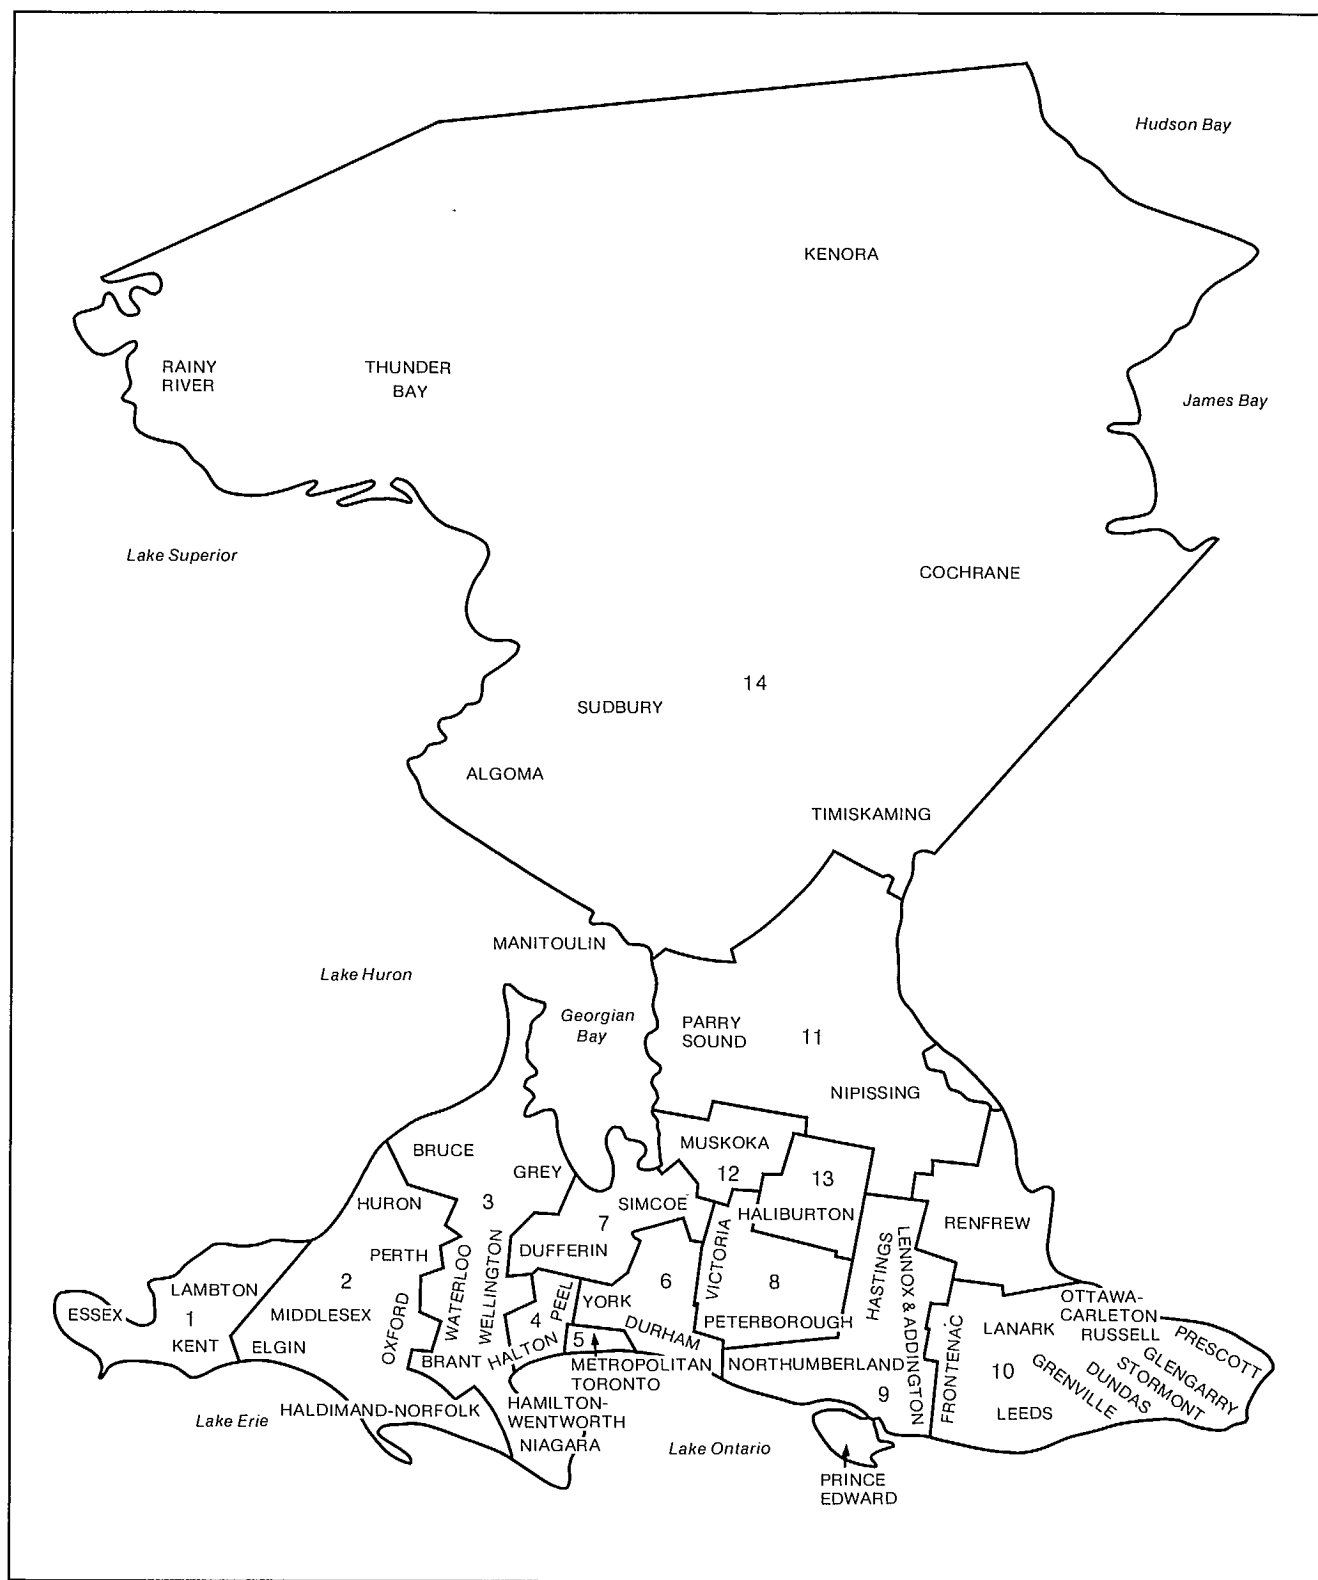 Hudson Bay
KENORA
RAINY
RIVER
THUNDER
BAY
James Bay
Lake Superior
COCHRANE
14
SUDBURY
ALGOMA
TIMISKAMING
MANITOULIN
Lake Huron
Georgian
Bay
PARRY
SOUND
11
NIPISSING
MUSKOKA
12
13
HALIBURTON
BRUCE
GREY
3
HURON
SIMCOE
7
DUFFERIN
RENFREW
PERTH
2
WATERLOO
WELLINGTON
6
VICTORIA
8
HASTINGS
LENNOX & ADDINGTON
LAMBTON
ESSEX
1
KENT
MIDDLESEX
ELGIN
OXFORD
BRANT
HALTON
4
PEEL
YORK
DURHAM
5
METROPOLITAN
TORONTO
PETERBOROUGH
NORTHUMBERLAND
9
FRONTENAC
OTTAWA-
CARLETON
RUSSELL
PRESCOTT
LANARK
10
GLENGARRY
STORMONT
DUNDAS
GRENVILLE
LEEDS
HALDIMAND-NORFOLK
HAMILTON-
WENTWORTH
NIAGARA
Lake Erie
Lake Ontario
PRINCE
EDWARD